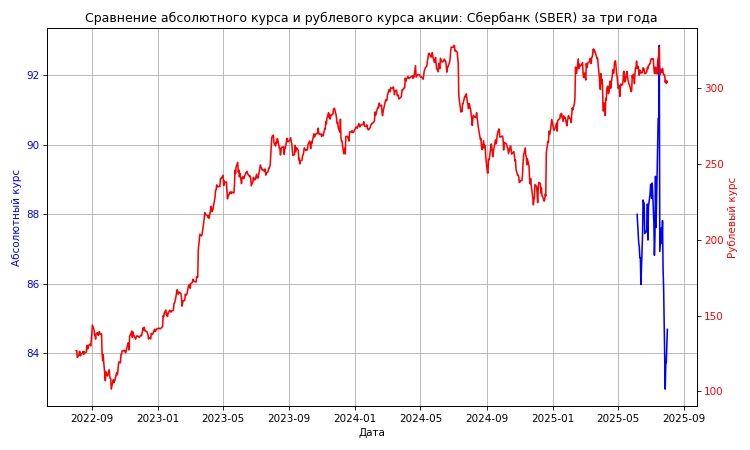 Сравнение абсолютного курса и рублевого курса акции: Сбербанк (SBER) за три года
Абсолютный курс
92
90
88
86
84
300
250
200
150
100
Рублевый курс
2022-09 2023-01 2023-05 2023-09 2024-01 2024-05 2024-09 2025-01 2025-05 2025-09
Дата